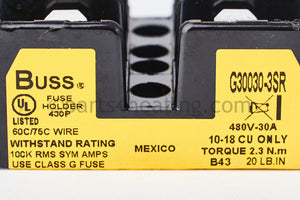 BUSS
FUSE
HOLDER
430P
UL
LISTED
60C/75C WIRE
WITHSTAND RATING
100K RMS SYM AMPS
USE CLASS G FUSE
MEXICO
G30030-3SR
480V-30A
10-18 CU ONLY
TORQUE 2.3 N.m
B43 20 LB.IN